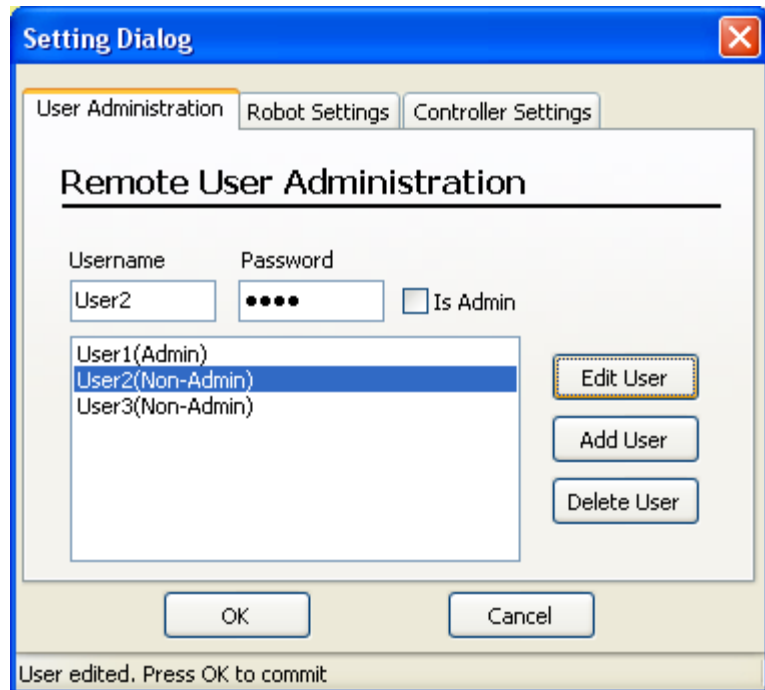 Setting Dialog
User Administration
Robot Settings
Controller Settings
Remote User Administration
Username
Password
User2
••••
Is Admin
User1(Admin)
User2(Non-Admin)
User3(Non-Admin)
Edit User
Add User
Delete User
OK
Cancel
User edited. Press OK to commit